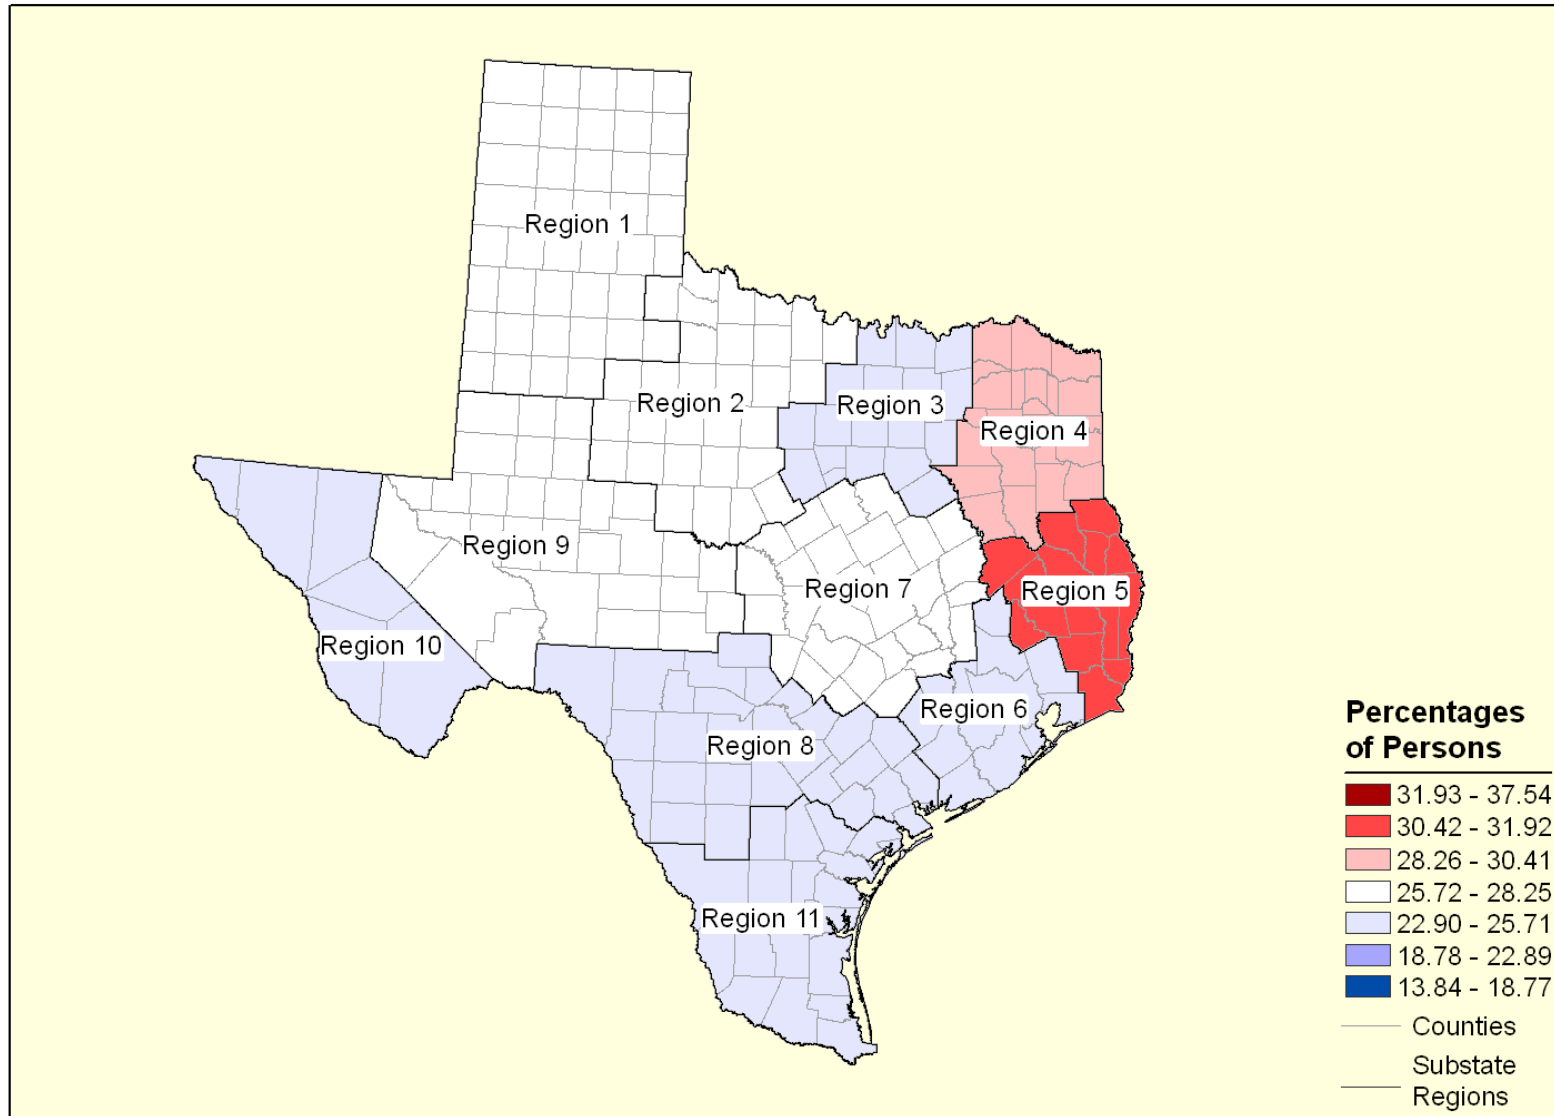 Region 1
Region 2
Region 3
Region 4
Region 9
Region 7
Region 5
Region 10
Region 6
Region 8
Region 11
Percentages
of Persons
31.93 - 37.54
30.42 - 31.92
28.26 - 30.41
25.72 - 28.25
22.90 - 25.71
18.78 - 22.89
13.84 - 18.77
Counties
Substate
Regions